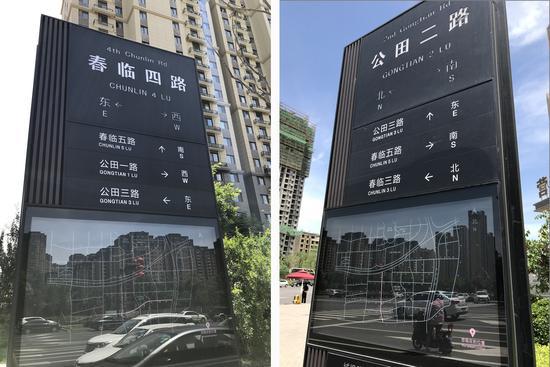 4th Chunlin Rd
春临四路
CHUNLIN 4 LU
东 ← → 西
E W
春临五路 ↑ 南
CHUNLIN 5 LU S
公田一路 → 西
GONGTIAN 1 LU W
公田三路 ← 东
GONGTIAN 3 LU E
2nd Gongtian Rd
公田二路
GONGTIAN 2 LU
北 ← → 南
N S
公田三路 ↑ 东
GONGTIAN 3 LU E
春临五路 → 南
CHUNLIN 5 LU S
春临三路 ← 北
CHUNLIN 3 LU N